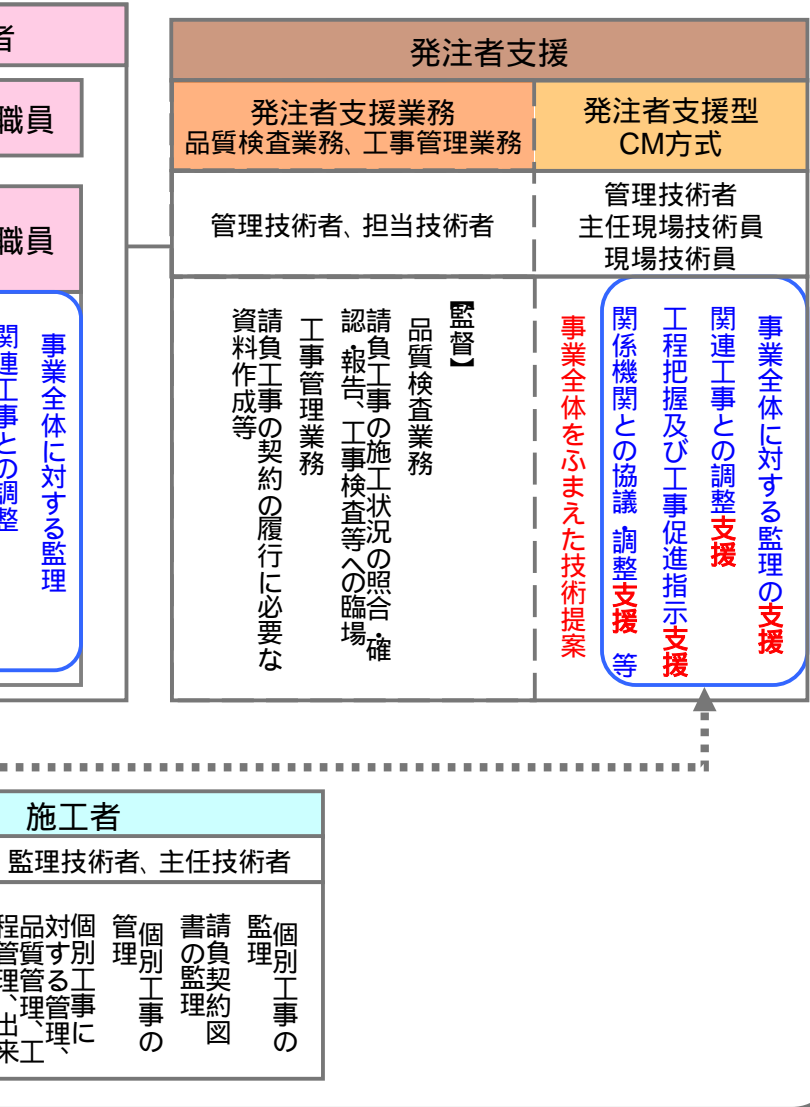 者
職員
職員
事業全体に対する監理
関連工事との調整
発注者支援
発注者支援業務
品質検査業務、工事管理業務
発注者支援型
CM方式
管理技術者、担当技術者
管理技術者
主任現場技術員
現場技術員
【監督】
品質検査業務
請負工事の施工状況の照合・確
認・報告、工事検査等への臨場
工事管理業務
請負工事の契約の履行に必要な
資料作成等
事業全体に対する監理の支援
関連工事との調整支援
工程把握及び工事促進指示支援
関係機関との協議・調整支援 等
事業全体をふまえた技術提案
施工者
監理技術者、主任技術者
個別工事の
監理
請負契約図
書の監理
個別工事の
管理
個別工事に
対する管理、
品質管理、工
程管理、出来